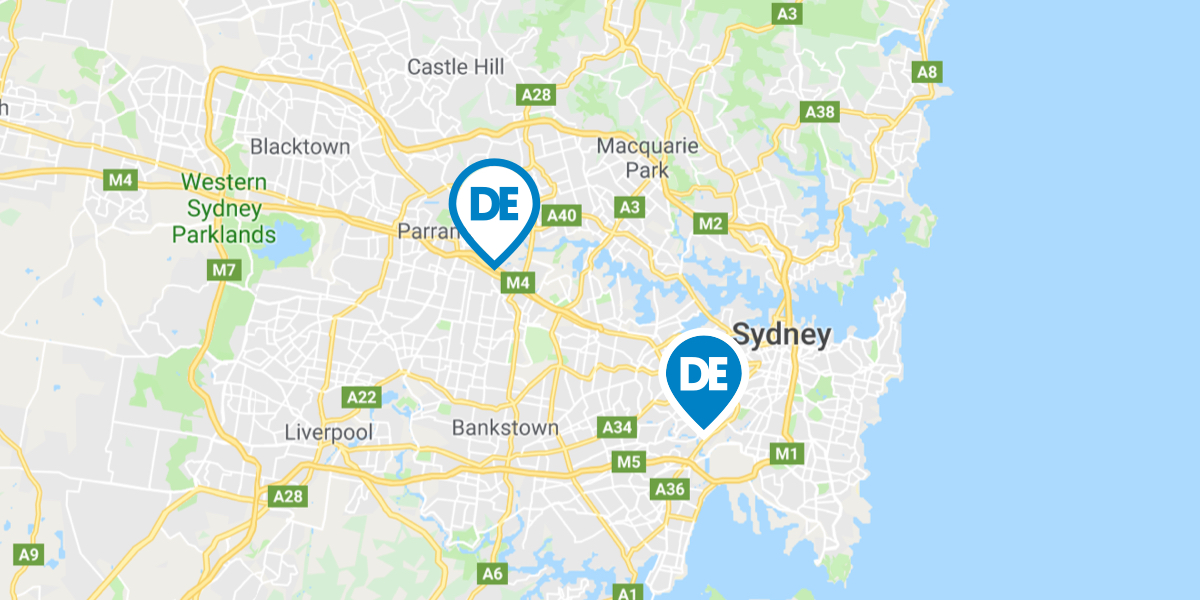 A3
Castle Hill
A8
A28
h
A38
Blacktown
Macquarie
Park
M4
Western
Sydney
Parklands
DE
A40
A3
M2
Parran
M7
M4
Sydney
DE
A22
Liverpool
Bankstown
A34
M5
M1
A36
A28
A9
A6
A1